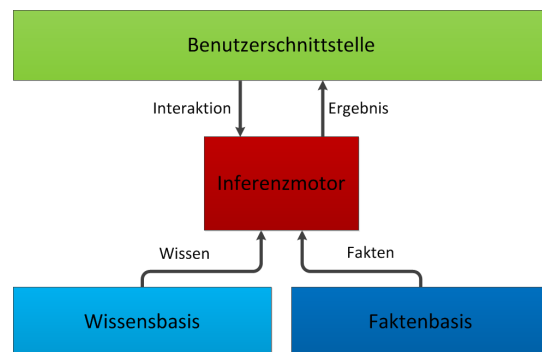 Benutzerschnittstelle
Interaktion
Ergebnis
Inferenzmotor
Wissen
Fakten
Wissensbasis
Faktenbasis